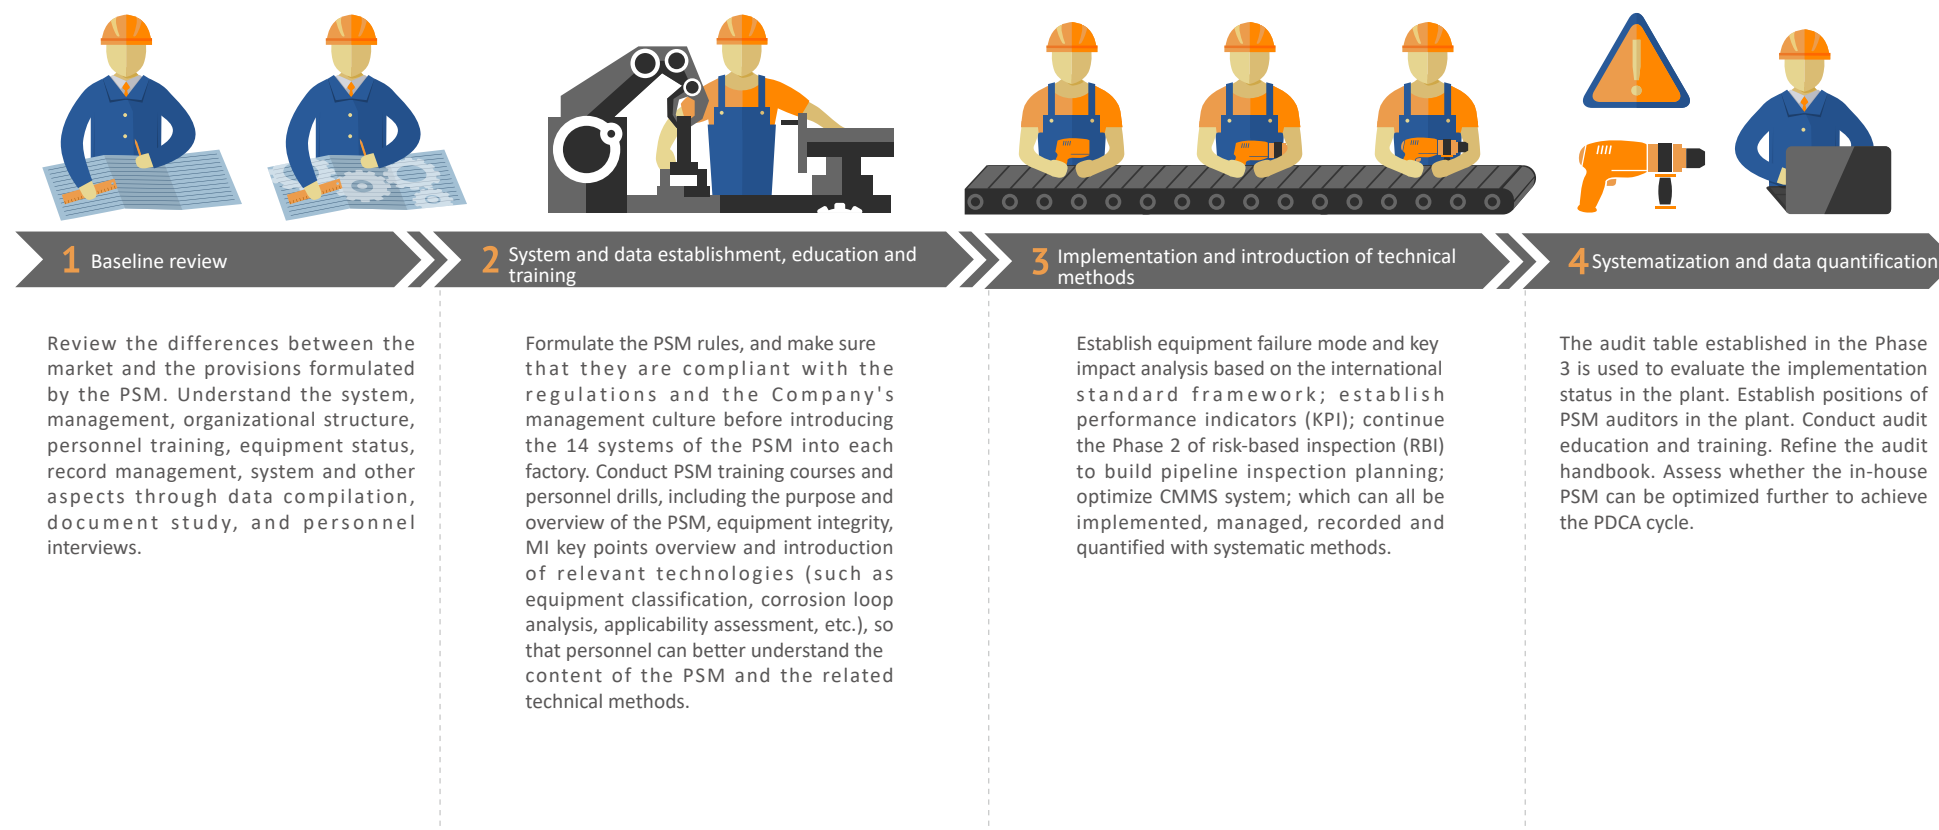 1 Baseline review
2 System and data establishment, education and
training
3 Implementation and introduction of technical
methods
4 Systematization and data quantification
Review the differences between the
market and the provisions formulated
by the PSM. Understand the system,
management, organizational structure,
personnel training, equipment status,
record management, system and other
aspects through data compilation,
document study, and personnel
interviews.
Formulate the PSM rules, and make sure
that they are compliant with the
regulations and the Company's
management culture before introducing
the 14 systems of the PSM into each
factory. Conduct PSM training courses and
personnel drills, including the purpose and
overview of the PSM, equipment integrity,
MI key points overview and introduction
of relevant technologies (such as
equipment classification, corrosion loop
analysis, applicability assessment, etc.), so
that personnel can better understand the
content of the PSM and the related
technical methods.
Establish equipment failure mode and key
impact analysis based on the international
standard framework; establish
performance indicators (KPI); continue
the Phase 2 of risk-based inspection (RBI)
to build pipeline inspection planning;
optimize CMMS system; which can all be
implemented, managed, recorded and
quantified with systematic methods.
The audit table established in the Phase
3 is used to evaluate the implementation
status in the plant. Establish positions of
PSM auditors in the plant. Conduct audit
education and training. Refine the audit
handbook. Assess whether the in-house
PSM can be optimized further to achieve
the PDCA cycle.